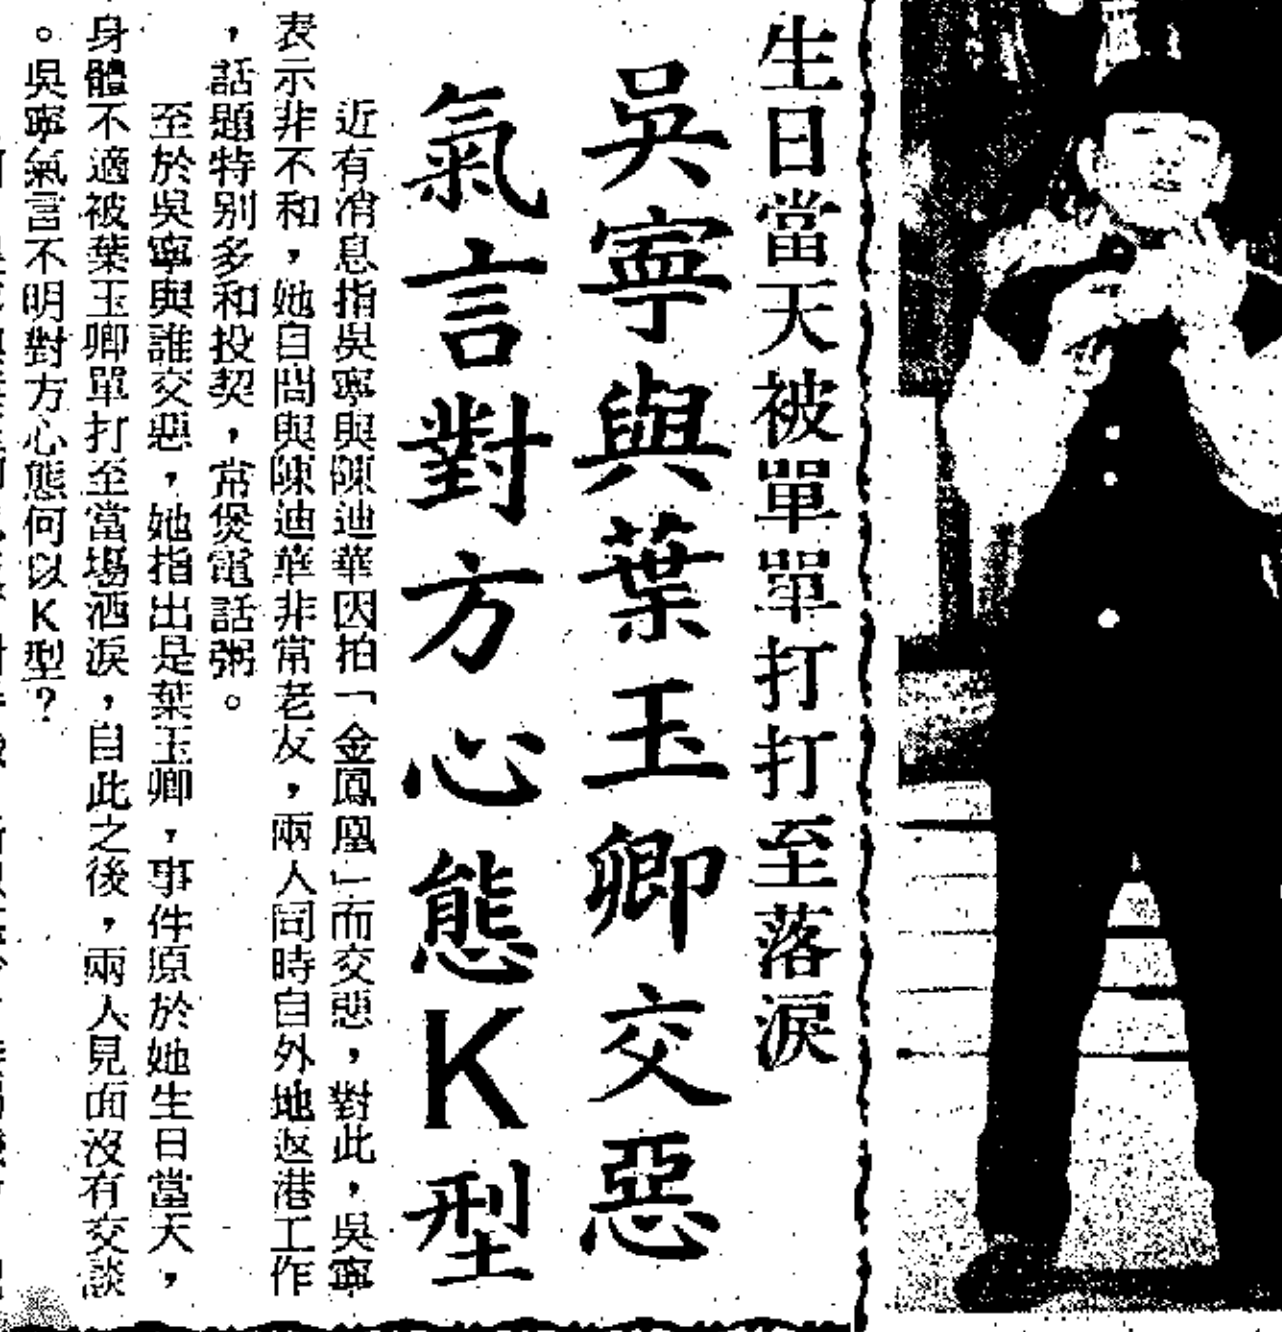 生日當天被單單打打至落淚
吳寧與葉玉卿交惡
氣言對方心態K型
近有消息指吳寧與陳迪華因拍「金鳳凰」而交惡，對此，吳寧
表示非不和，她自問與陳迪華非常老友，兩人同時自外地返港工作
，話題特别多和投契，常煲電話粥。
至於吳寧與誰交惡，她指出是葉玉卿，事件原於她生日當天，
身體不適被葉玉卿單打至當場洒淚，自此之後，兩人見面沒有交談
。吳寧氣言不明對方心態何以K型？